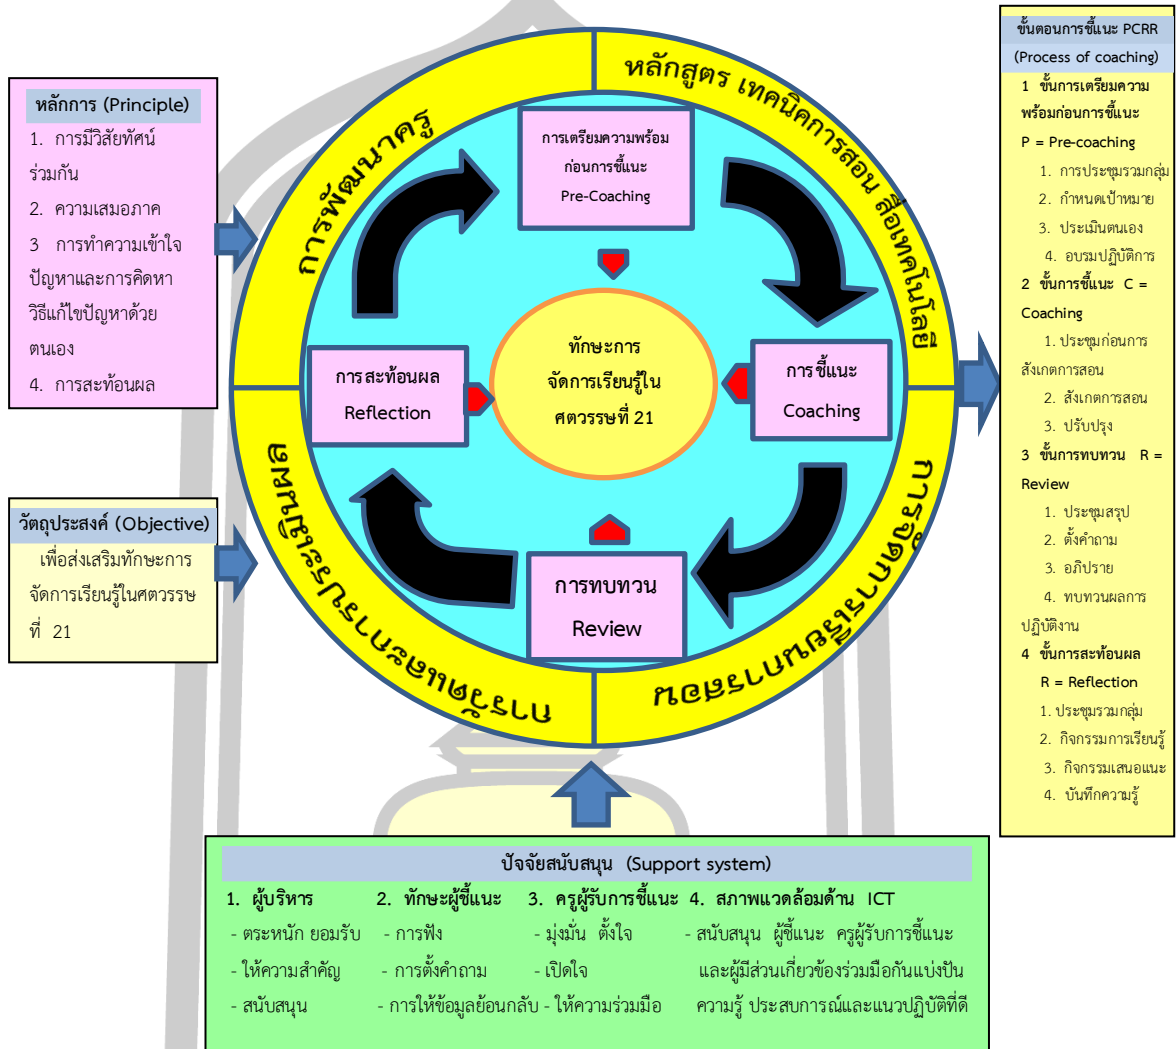 หลักการ (Principle)
1. การมีวิสัยทัศน์
ร่วมกัน
2. ความเสมอภาค
3 การทำความเข้าใจ
ปัญหาและการคิดหา
วิธีแก้ไขปัญหาด้วย
ตนเอง
4. การสะท้อนผล
วัตถุประสงค์ (Objective)
เพื่อส่งเสริมทักษะการ
จัดการเรียนรู้ในศตวรรษ
ที่ 21
การพัฒนาครู
หลักสูตร เทคนิคการสอน สื่อเทคโนโลยี
การจัดการเรียนการสอน
การวัดและการประเมินผล
การเตรียมความพร้อม
ก่อนการชี้แนะ
Pre-Coaching
การชี้แนะ
Coaching
การทบทวน
Review
การสะท้อนผล
Reflection
ทักษะการ
จัดการเรียนรู้ใน
ศตวรรษที่ 21
ขั้นตอนการชี้แนะ PCRR
(Process of coaching)
1 ขั้นการเตรียมความ
พร้อมก่อนการชี้แนะ
P = Pre-coaching
1. การประชุมรวมกลุ่ม
2. กำหนดเป้าหมาย
3. ประเมินตนเอง
4. อบรมปฏิบัติการ
2 ขั้นการชี้แนะ C =
Coaching
1. ประชุมก่อนการ
สังเกตการสอน
2. สังเกตการสอน
3. ปรับปรุง
3 ขั้นการทบทวน R =
Review
1. ประชุมสรุป
2. ตั้งคำถาม
3. อภิปราย
4. ทบทวนผลการ
ปฏิบัติงาน
4 ขั้นการสะท้อนผล
R = Reflection
1. ประชุมรวมกลุ่ม
2. กิจกรรมการเรียนรู้
3. กิจกรรมเสนอแนะ
4. บันทึกความรู้
ปัจจัยสนับสนุน (Support system)
1. ผู้บริหาร 2. ทักษะผู้ชี้แนะ 3. ครูผู้รับการชี้แนะ 4. สภาพแวดล้อมด้าน ICT
- ตระหนัก ยอมรับ - การฟัง - มุ่งมั่น ตั้งใจ - สนับสนุน ผู้ชี้แนะ ครูผู้รับการชี้แนะ
- ให้ความสำคัญ - การตั้งคำถาม - เปิดใจ และผู้มีส่วนเกี่ยวข้องร่วมมือกันแบ่งปัน
- สนับสนุน - การให้ข้อมูลย้อนกลับ - ให้ความร่วมมือ ความรู้ ประสบการณ์และแนวปฏิบัติที่ดี